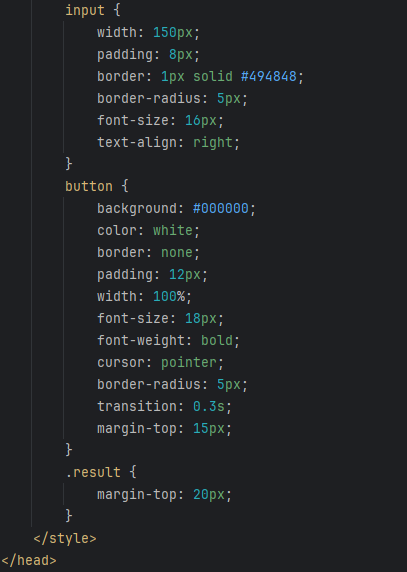 input {
width: 150px;
padding: 8px;
border: 1px solid #494848;
border-radius: 5px;
font-size: 16px;
text-align: right;
}
button {
background: #000000;
color: white;
border: none;
padding: 12px;
width: 100%;
font-size: 18px;
font-weight: bold;
cursor: pointer;
border-radius: 5px;
transition: 0.3s;
margin-top: 15px;
}
.result {
margin-top: 20px;
}
</style>
</head>